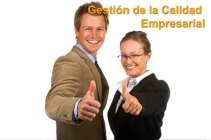 Gestión de la Calidad
Empresarial